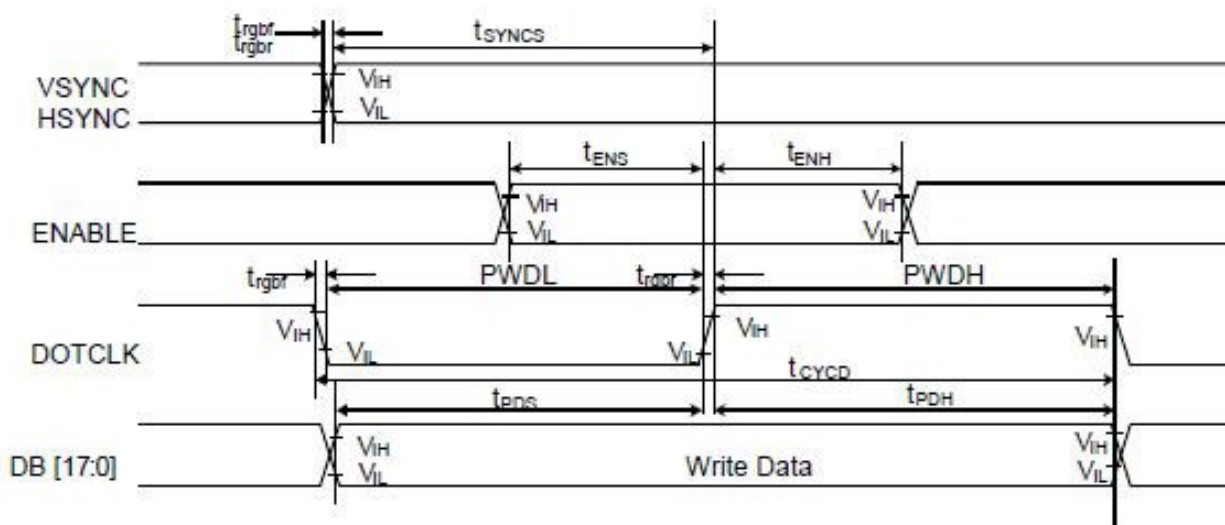 trgbf
trgbr
tSYNCS
VSYNC
HSYNC
VIH
VIL
tENS
tENH
ENABLE
VIH
VIL
VIH
VIL
trgbf
PWDL
trgbr
PWDH
DOTCLK
VIH
VIL
VIL
VIH
VIH
tCYCD
tPDS
tPDH
DB [17:0]
VIH
VIL
Write Data
VIH
VIL